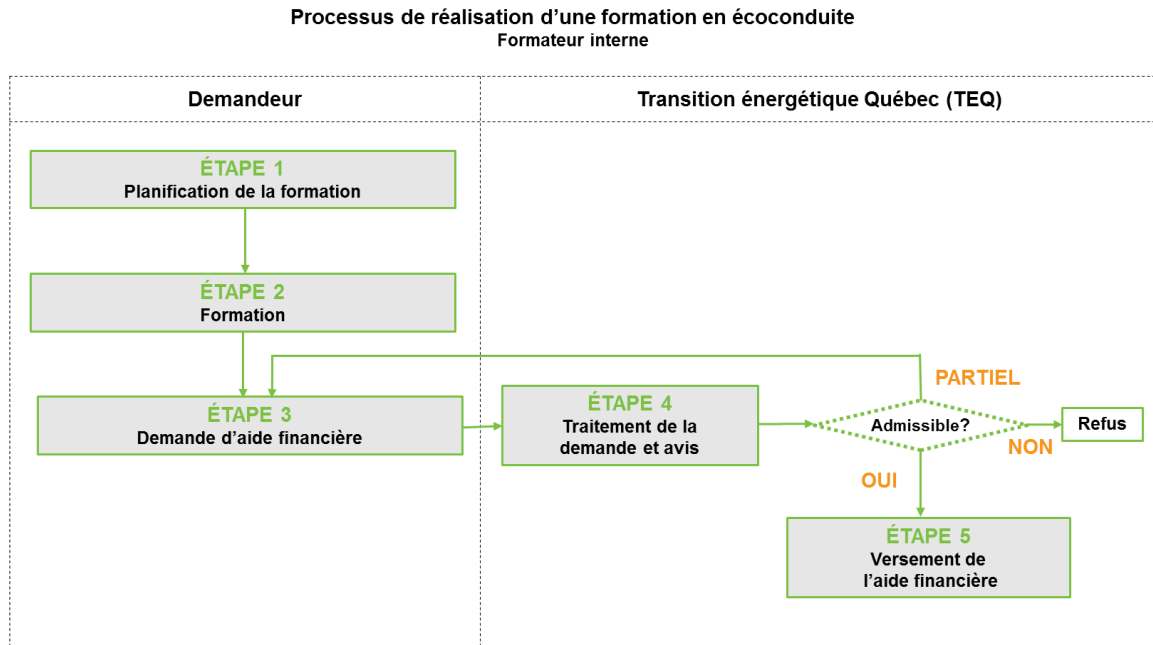 Processus de réalisation d’une formation en écoconduite
Formateur interne
Demandeur
Transition énergétique Québec (TEQ)
ÉTAPE 1
Planification de la formation
ÉTAPE 2
Formation
ÉTAPE 3
Demande d’aide financière
ÉTAPE 4
Traitement de la
demande et avis
PARTIEL
Admissible?
Refus
NON
OUI
ÉTAPE 5
Versement de
l’aide financière